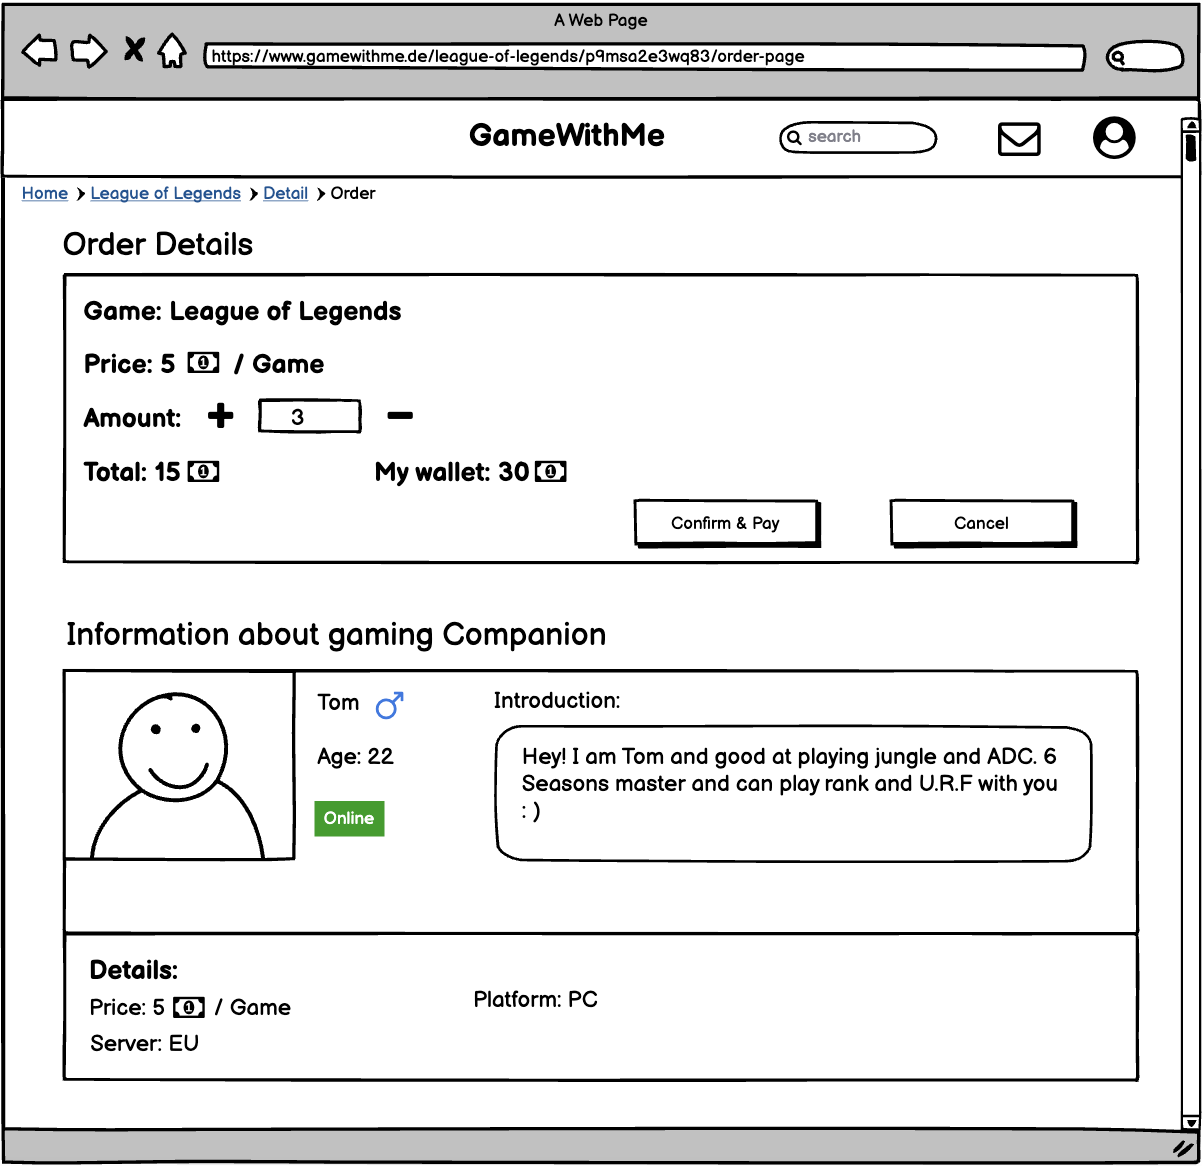 A Web Page
https://www.gamewithme.de/league-of-legends/p9msa2e3wq83/order-page
GameWithMe
search
Home > League of Legends > Detail > Order
Order Details
Game: League of Legends
Price: 5 1 / Game
Amount: + 3 -
Total: 15 1 My wallet: 30 1
Confirm & Pay Cancel
Information about gaming Companion
Tom ♂
Introduction:
Age: 22
Online
Hey! I am Tom and good at playing jungle and ADC. 6
Seasons master and can play rank and U.R.F with you
: )
Details:
Price: 5 1 / Game
Platform: PC
Server: EU